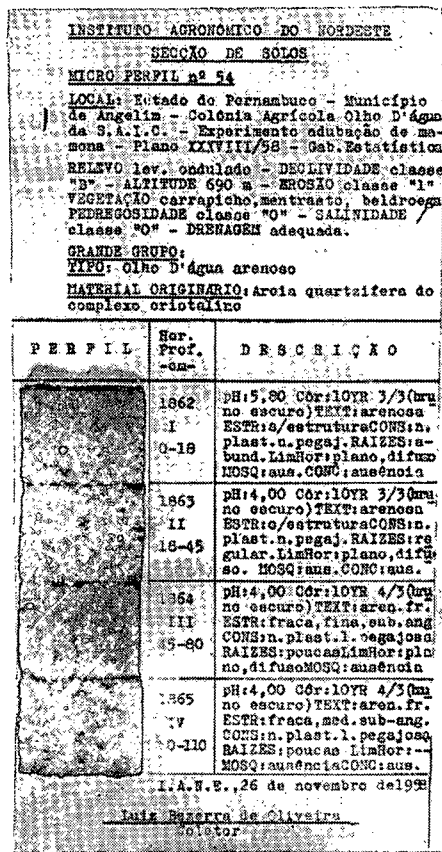 INSTITUTO AGRONOMICO DO NORDESTE
SECÇÃO DE SOLOS
MICRO PERFIL nº 54
LOCAL: Estado do Pernambuco - Município
de Angelim - Colônia Agrícola Olho D'água
da S.A.I.C. - Experimento adubação de ma-
mona - Plano XXVIII/58 - Gab.Estatística
RELEVO lev. ondulado - DECLIVIDADE classe
"B" - ALTITUDE 690 m - EROSÃO classe "1"
VEGETAÇÃO carrapicho,mentrasto, beldroega
PEDREGOSIDADE classe "0" - SALINIDADE
classe "0" - DRENAGEM adequada.
GRANDE GRUPO:
TIPO: Olho D'água arenoso
MATERIAL ORIGINÁRIO: Areia quartzifera do
complexo cristalino
PERFIL
Hor.
Prof.
-cm-
DESCRIÇÃO
1862
I
0-18
pH:5,80 Côr:10YR 3/3(bru
no escuro)TEXT:arenosa
ESTR:s/estruturaCONS:n.
plast.n.pegaj.RAIZES:a-
bund.LimHor:plano,difuso
MOSQ:aus.CONC:ausência
1863
II
18-45
pH:4,00 Côr:10YR 3/3(bru
no escuro)TEXT:arenosa
ESTR:s/estruturaCONS:n.
plast.n.pegaj.RAIZES:re
gular.LimHor:plano,difu
so. MOSQ:aus.CONC:aus.
1864
III
45-80
pH:4,00 Côr:10YR 4/3(bru
no escuro)TEXT:aren.fr.
ESTR:fraca,fina,sub.ang
CONS:n.plast.l.pegajosa
RAIZES:poucasLimHor:pla
no,difusoMOSQ:ausência
1865
IV
0-110
pH:4,00 Côr:10YR 4/3(bru
no escuro)TEXT:aren.fr.
ESTR:fraca,med.sub-ang.
CONS:n.plast.l.pegajosa
RAIZES:poucas LimHor:--
MOSQ:ausênciaCONC:aus.
I.A.N.E.,26 de novembro de1958
Luiz Bezerra de Oliveira
Coletor